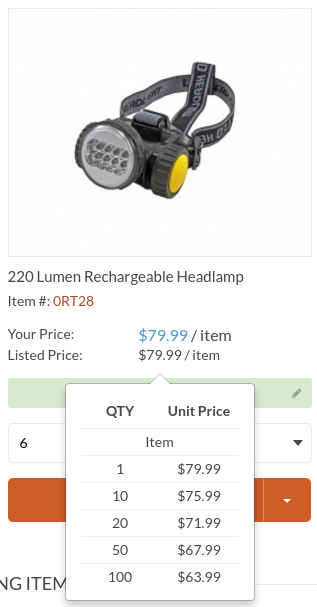 220 Lumen Rechargeable Headlamp
Item #: 0RT28
Your Price: $79.99 / item
Listed Price: $79.99 / item
QTY Unit Price
Item
1 $79.99
10 $75.99
20 $71.99
50 $67.99
100 $63.99
6
NG ITEM